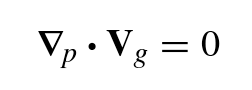 ∇ₚ • V_g = 0